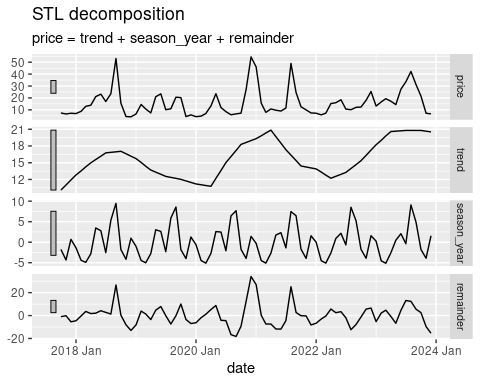 STL decomposition
price = trend + season_year + remainder
50
40
30
20
10
price
21
18
15
12
trend
10
5
0
-5
season_year
20
0
-20
remainder
2018 Jan 2020 Jan 2022 Jan 2024 Jan
date